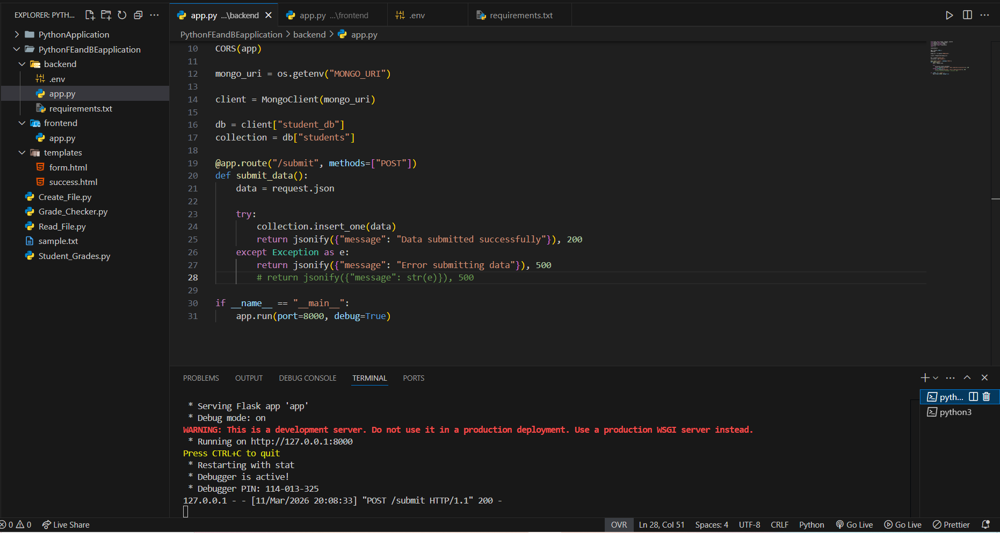 EXPLORER: PYTH...
PythonApplication
PythonFEandBEapplication
backend
.env
app.py
requirements.txt
frontend
app.py
templates
form.html
success.html
Create_File.py
Grade_Checker.py
Read_File.py
sample.txt
Student_Grades.py
app.py ...\backend
app.py ...\frontend
.env
requirements.txt
PythonFEandBEapplication > backend > app.py
10 CORS(app)
11
12 mongo_uri = os.getenv("MONGO_URI")
13
14 client = MongoClient(mongo_uri)
15
16 db = client["student_db"]
17 collection = db["students"]
18
19 @app.route("/submit", methods=["POST"])
20 def submit_data():
21     data = request.json
22
23     try:
24         collection.insert_one(data)
25         return jsonify({"message": "Data submitted successfully"}), 200
26     except Exception as e:
27         return jsonify({"message": "Error submitting data"}), 500
28         # return jsonify({"message": str(e)}), 500
29
30 if __name__ == "__main__":
31     app.run(port=8000, debug=True)
PROBLEMS OUTPUT DEBUG CONSOLE TERMINAL PORTS
 * Serving Flask app 'app'
 * Debug mode: on
WARNING: This is a development server. Do not use it in a production deployment. Use a production WSGI server instead.
 * Running on http://127.0.0.1:8000
Press CTRL+C to quit
 * Restarting with stat
 * Debugger is active!
 * Debugger PIN: 114-013-325
127.0.0.1 - - [11/Mar/2026 20:08:33] "POST /submit HTTP/1.1" 200 -
pyth...
python3
0 0 Live Share OVR Ln 28, Col 51 Spaces: 4 UTF-8 CRLF Python Go Live Go Live Prettier